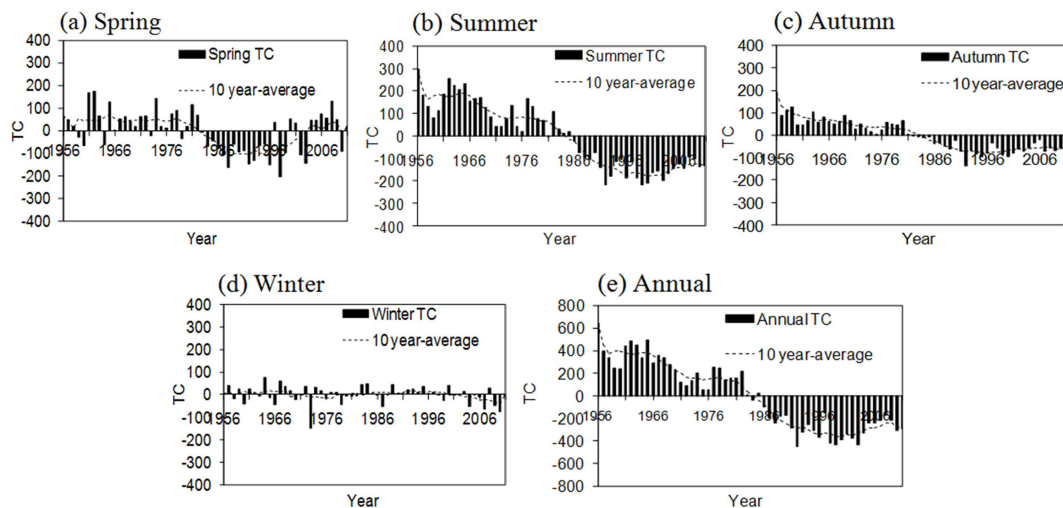 (a) Spring
400
300
200
100
0
-100
-200
-300
-400
TC
Spring TC
10 year-average
1956 1966 1976 1986 1996 2006
Year
(b) Summer
400
300
200
100
0
-100
-200
-300
-400
TC
Summer TC
10 year-average
1956 1966 1976 1986 1996 2006
Year
(c) Autumn
400
300
200
100
0
-100
-200
-300
-400
TC
Autumn TC
10 year-average
1956 1966 1976 1986 1996 2006
Year
(d) Winter
400
300
200
100
0
-100
-200
-300
-400
TC
Winter TC
10 year-average
1956 1966 1976 1986 1996 2006
Year
(e) Annual
800
600
400
200
0
-200
-400
-600
-800
TC
Annual TC
10 year-average
1956 1966 1976 1986 1996 2006
Year